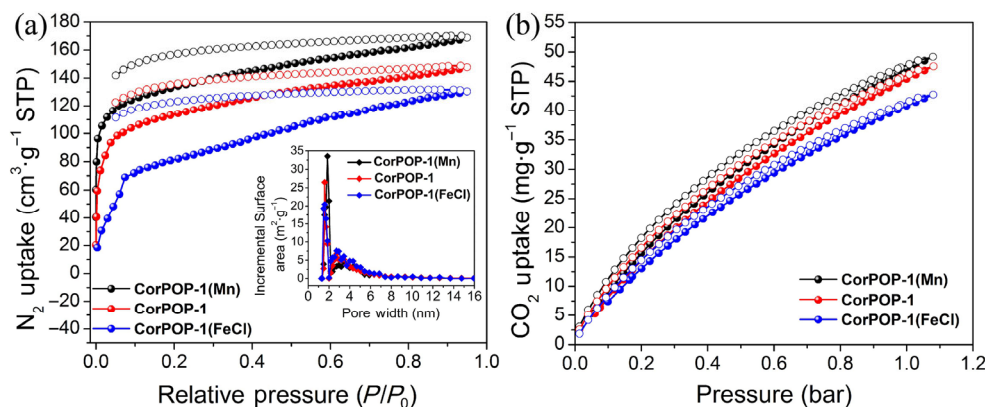 (a)
180
160
140
120
100
80
60
40
20
0
−20
−40
N₂ uptake (cm³·g⁻¹ STP)
CorPOP-1(Mn)
CorPOP-1
CorPOP-1(FeCl)
0.0 0.2 0.4 0.6 0.8 1.0
Relative pressure (P/P₀)
35
30
25
20
15
10
5
0
Incremental Surface
area (m²·g⁻¹)
CorPOP-1(Mn)
CorPOP-1
CorPOP-1(FeCl)
0 2 4 6 8 10 12 14 16
Pore width (nm)
(b)
60
55
50
45
40
35
30
25
20
15
10
5
0
CO₂ uptake (mg·g⁻¹ STP)
CorPOP-1(Mn)
CorPOP-1
CorPOP-1(FeCl)
0.0 0.2 0.4 0.6 0.8 1.0 1.2
Pressure (bar)